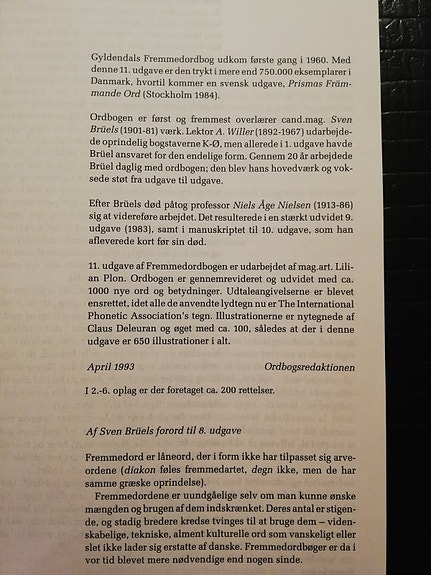 Gyldendals Fremmedordbog udkom første gang i 1960. Med
denne 11. udgave er den trykt i mere end 750.000 eksemplarer i
Danmark, hvortil kommer en svensk udgave, Prismas Främ-
mande Ord (Stockholm 1984).
Ordbogen er først og fremmest overlærer cand.mag. Sven
Brüels (1901-81) værk. Lektor A. Willer (1892-1967) udarbejde-
de oprindelig bogstaverne K-Ø, men allerede i 1. udgave havde
Brüel ansvaret for den endelige form. Gennem 20 år arbejdede
Brüel daglig med ordbogen; den blev hans hovedværk og vok-
sede støt fra udgave til udgave.
Efter Brüels død påtog professor Niels Åge Nielsen (1913-86)
sig at videreføre arbejdet. Det resulterede i en stærkt udvidet 9.
udgave (1983), samt i manuskriptet til 10. udgave, som han
afleverede kort før sin død.
11. udgave af Fremmedordbogen er udarbejdet af mag.art. Lili-
an Plon. Ordbogen er gennemrevideret og udvidet med ca.
1000 nye ord og betydninger. Udtaleangivelserne er blevet
ensrettet, idet alle de anvendte lydtegn nu er The International
Phonetic Association's tegn. Illustrationerne er nytegnede af
Claus Deleuran og øget med ca. 100, således at der i denne
udgave er 650 illustrationer i alt.
April 1993 Ordbogsredaktionen
I 2.-6. oplag er der foretaget ca. 200 rettelser.
Af Sven Brüels forord til 8. udgave
Fremmedord er låneord, der i form ikke har tilpasset sig arve-
ordene (diakon føles fremmedartet, degn ikke, men de har
samme græske oprindelse).
Fremmedordene er uundgåelige selv om man kunne ønske
mængden og brugen af dem indskrænket. Deres antal er stigen-
de, og stadig bredere kredse tvinges til at bruge dem – viden-
skabelige, tekniske, alment kulturelle ord som vanskeligt eller
slet ikke lader sig erstatte af danske. Fremmedordbøger er da i
vor tid blevet mere nødvendige end nogen sinde.